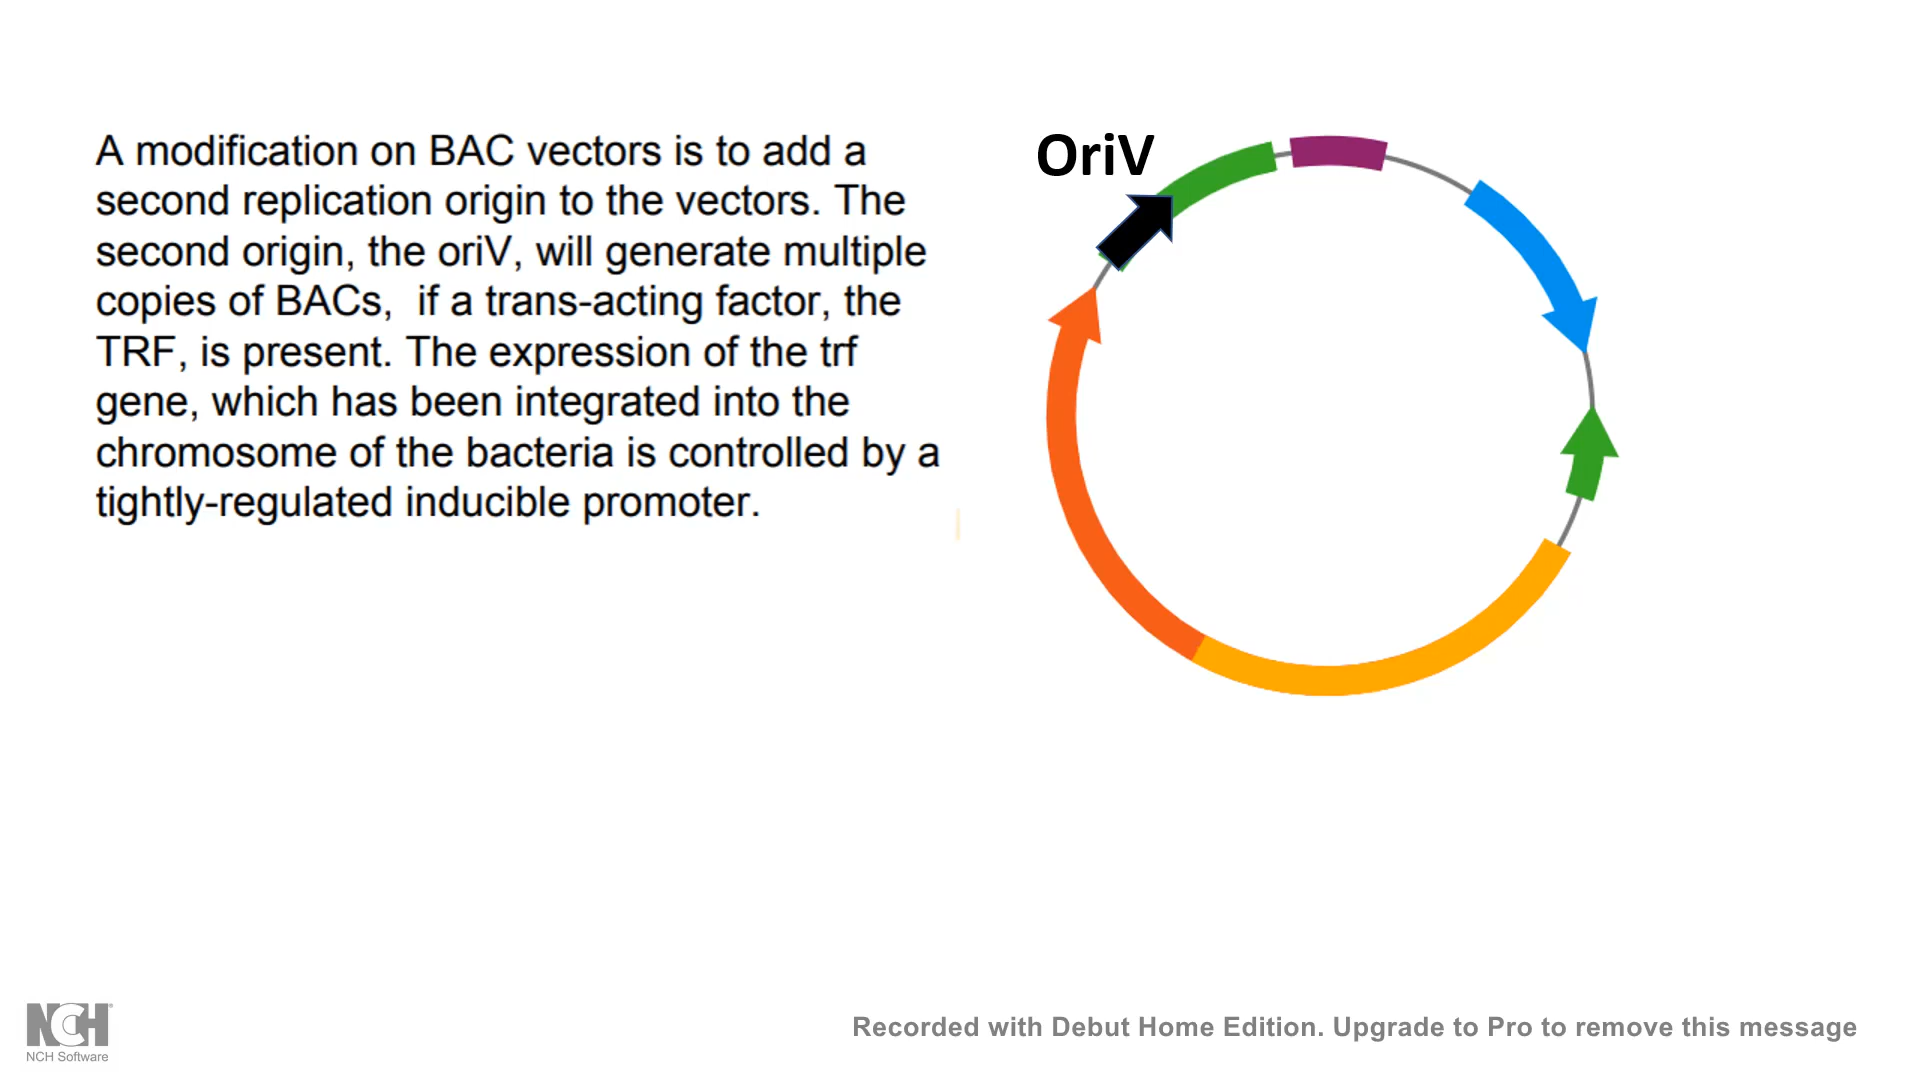 A modification on BAC vectors is to add a
second replication origin to the vectors. The
second origin, the oriV, will generate multiple
copies of BACs,  if a trans-acting factor, the
TRF, is present. The expression of the trf
gene, which has been integrated into the
chromosome of the bacteria is controlled by a
tightly-regulated inducible promoter.
OriV
NCH
NCH Software
Recorded with Debut Home Edition. Upgrade to Pro to remove this message